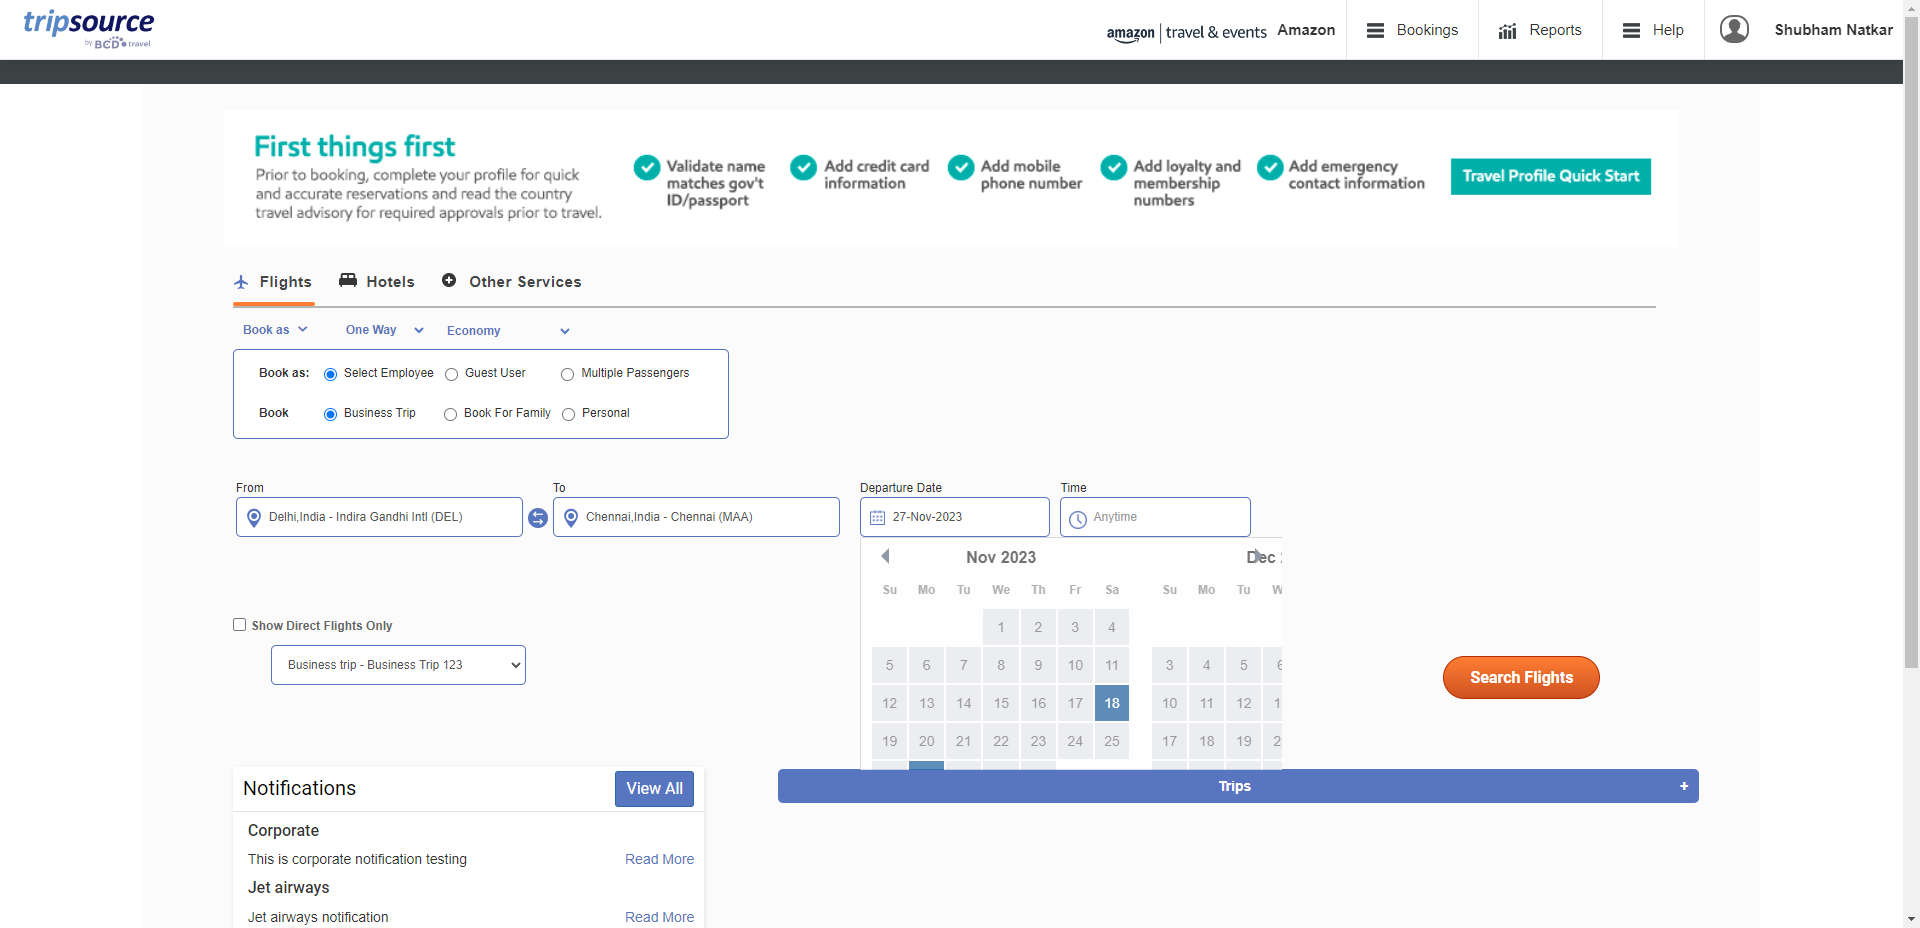 tripsource
by BCD travel
amazon | travel & events Amazon
Bookings
Reports
Help
Shubham Natkar
First things first
Prior to booking, complete your profile for quick
and accurate reservations and read the country
travel advisory for required approvals prior to travel.
Validate name
matches gov't
ID/passport
Add credit card
information
Add mobile
phone number
Add loyalty and
membership
numbers
Add emergency
contact information
Travel Profile Quick Start
Flights
Hotels
Other Services
Book as
One Way
Economy
Book as: Select Employee Guest User Multiple Passengers
Book Business Trip Book For Family Personal
From
To
Departure Date
Time
Delhi,India - Indira Gandhi Intl (DEL)
Chennai,India - Chennai (MAA)
27-Nov-2023
Anytime
Nov 2023
Dec
Su Mo Tu We Th Fr Sa
1 2 3 4
5 6 7 8 9 10 11
12 13 14 15 16 17 18
19 20 21 22 23 24 25
Su Mo Tu
3 4 5
10 11 12
17 18 19
Show Direct Flights Only
Business trip - Business Trip 123
Search Flights
Notifications
View All
Trips +
Corporate
This is corporate notification testing Read More
Jet airways
Jet airways notification Read More